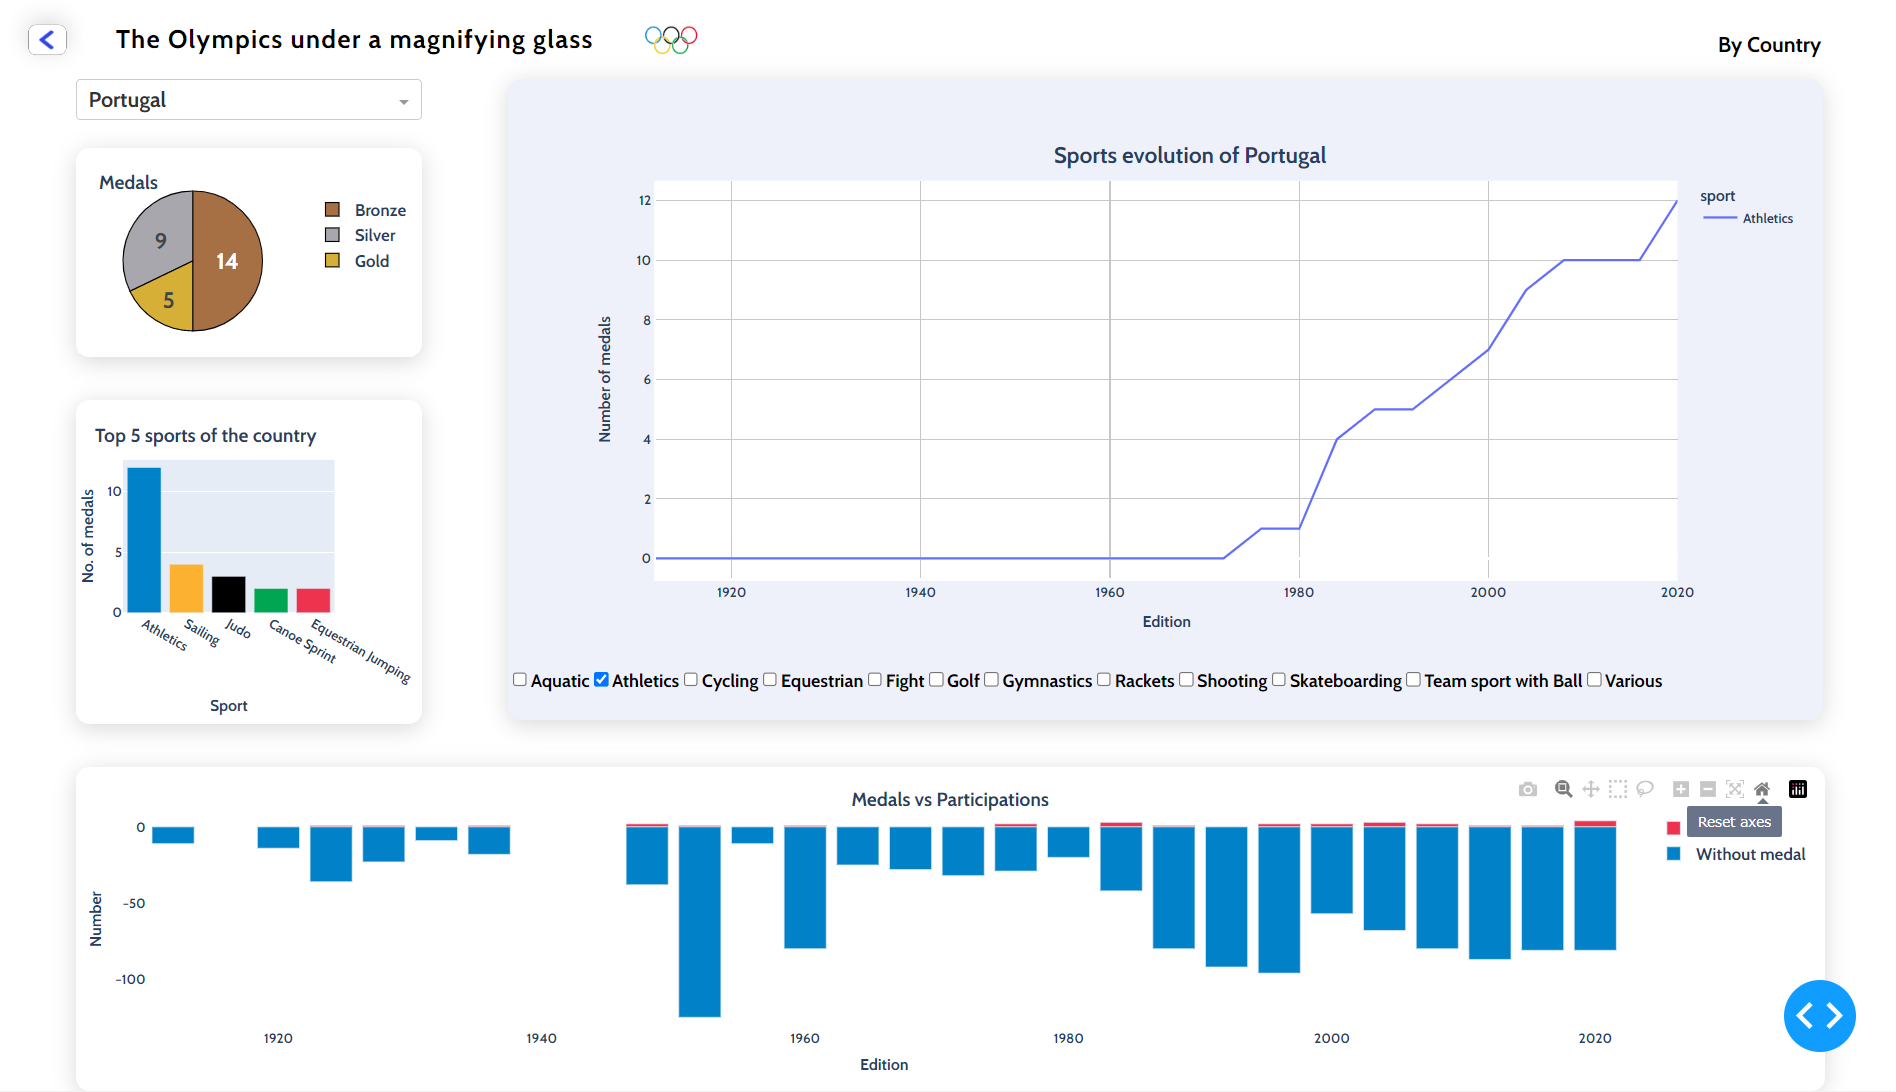 The Olympics under a magnifying glass
By Country
Portugal
Medals
9
14
5
Bronze
Silver
Gold
Top 5 sports of the country
No. of medals
10
5
0
Athletics
Sailing
Judo
Canoe Sprint
Equestrian Jumping
Sport
Sports evolution of Portugal
Number of medals
12
10
8
6
4
2
0
1920
1940
1960
1980
2000
2020
Edition
sport
Athletics
Aquatic Athletics Cycling Equestrian Fight Golf Gymnastics Rackets Shooting Skateboarding Team sport with Ball Various
Medals vs Participations
Reset axes
Without medal
Number
0
−50
−100
1920
1940
1960
1980
2000
2020
Edition